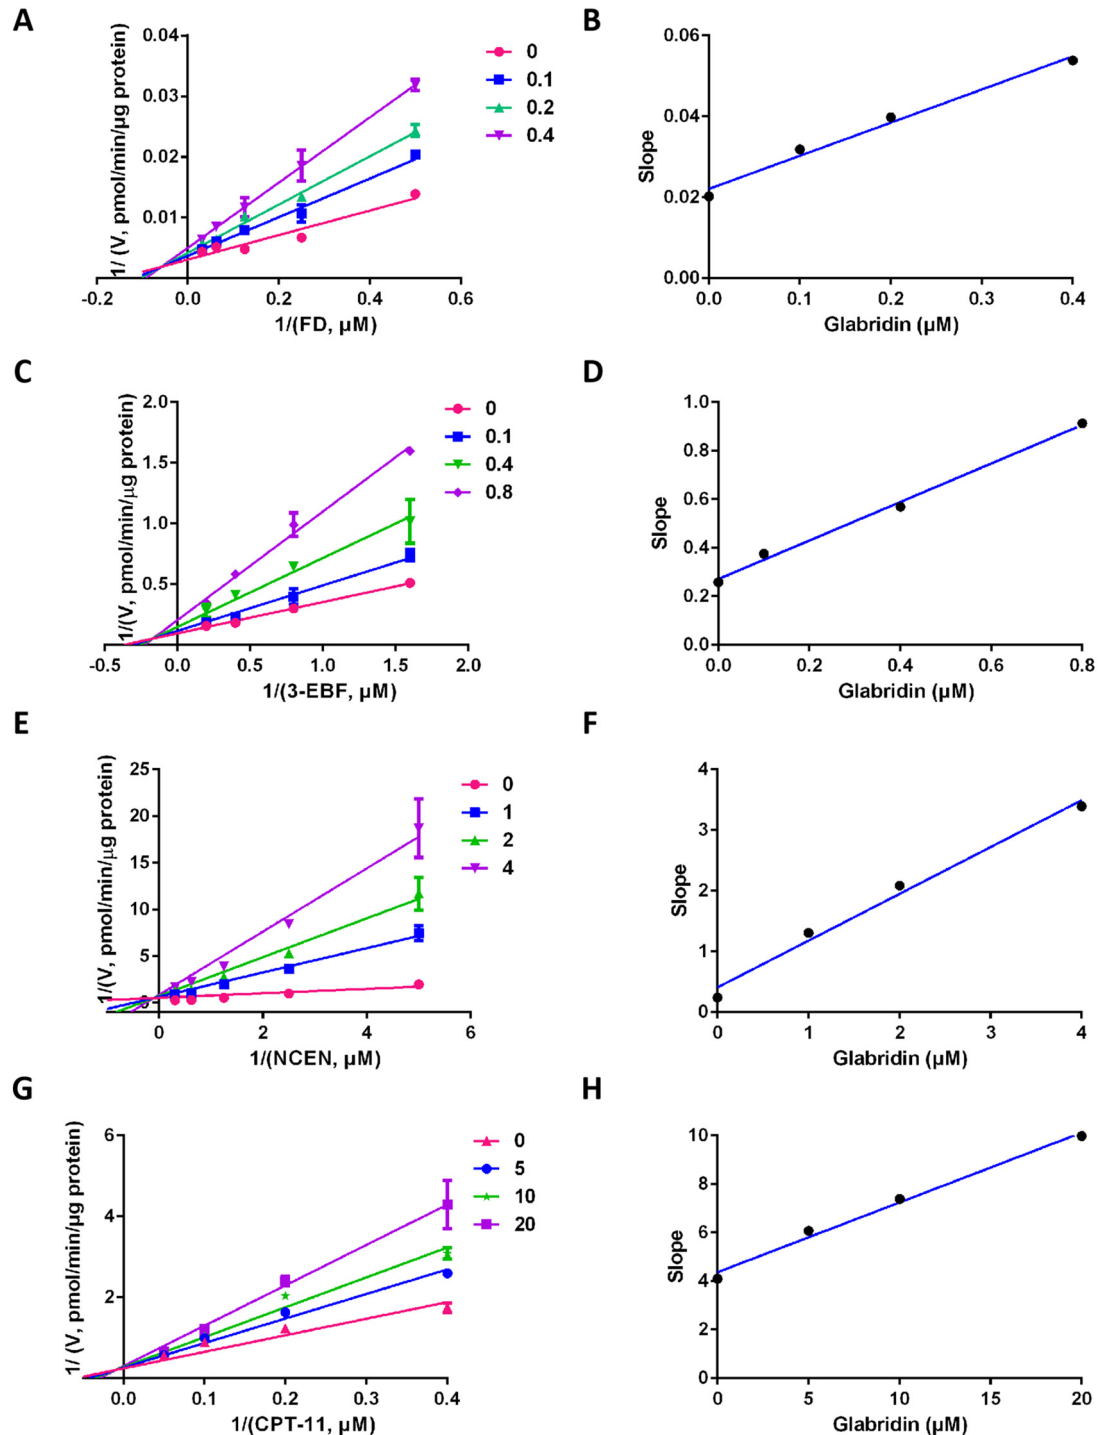 A
1/ (V, pmol/min/μg protein)
0.04
0.03
0.02
0.01
-0.2 0.0 0.2 0.4 0.6
1/(FD, μM)
0
0.1
0.2
0.4
B
Slope
0.06
0.04
0.02
0.00
0.0 0.1 0.2 0.3 0.4
Glabridin (μM)
C
1/(V, pmol/min/μg protein)
2.0
1.5
1.0
0.5
-0.5 0.0 0.5 1.0 1.5 2.0
1/(3-EBF, μM)
0
0.1
0.4
0.8
D
Slope
1.0
0.8
0.6
0.4
0.2
0.0
0.0 0.2 0.4 0.6 0.8
Glabridin (μM)
E
1/(V, pmol/min/μg protein)
25
20
15
10
5
0
0 2 4 6
1/(NCEN, μM)
0
1
2
4
F
Slope
4
3
2
1
0
0 1 2 3 4
Glabridin (μM)
G
1/ (V, pmol/min/μg protein)
6
4
2
0.0 0.1 0.2 0.3 0.4
1/(CPT-11, μM)
0
5
10
20
H
Slope
10
8
6
4
2
0
0 5 10 15 20
Glabridin (μM)